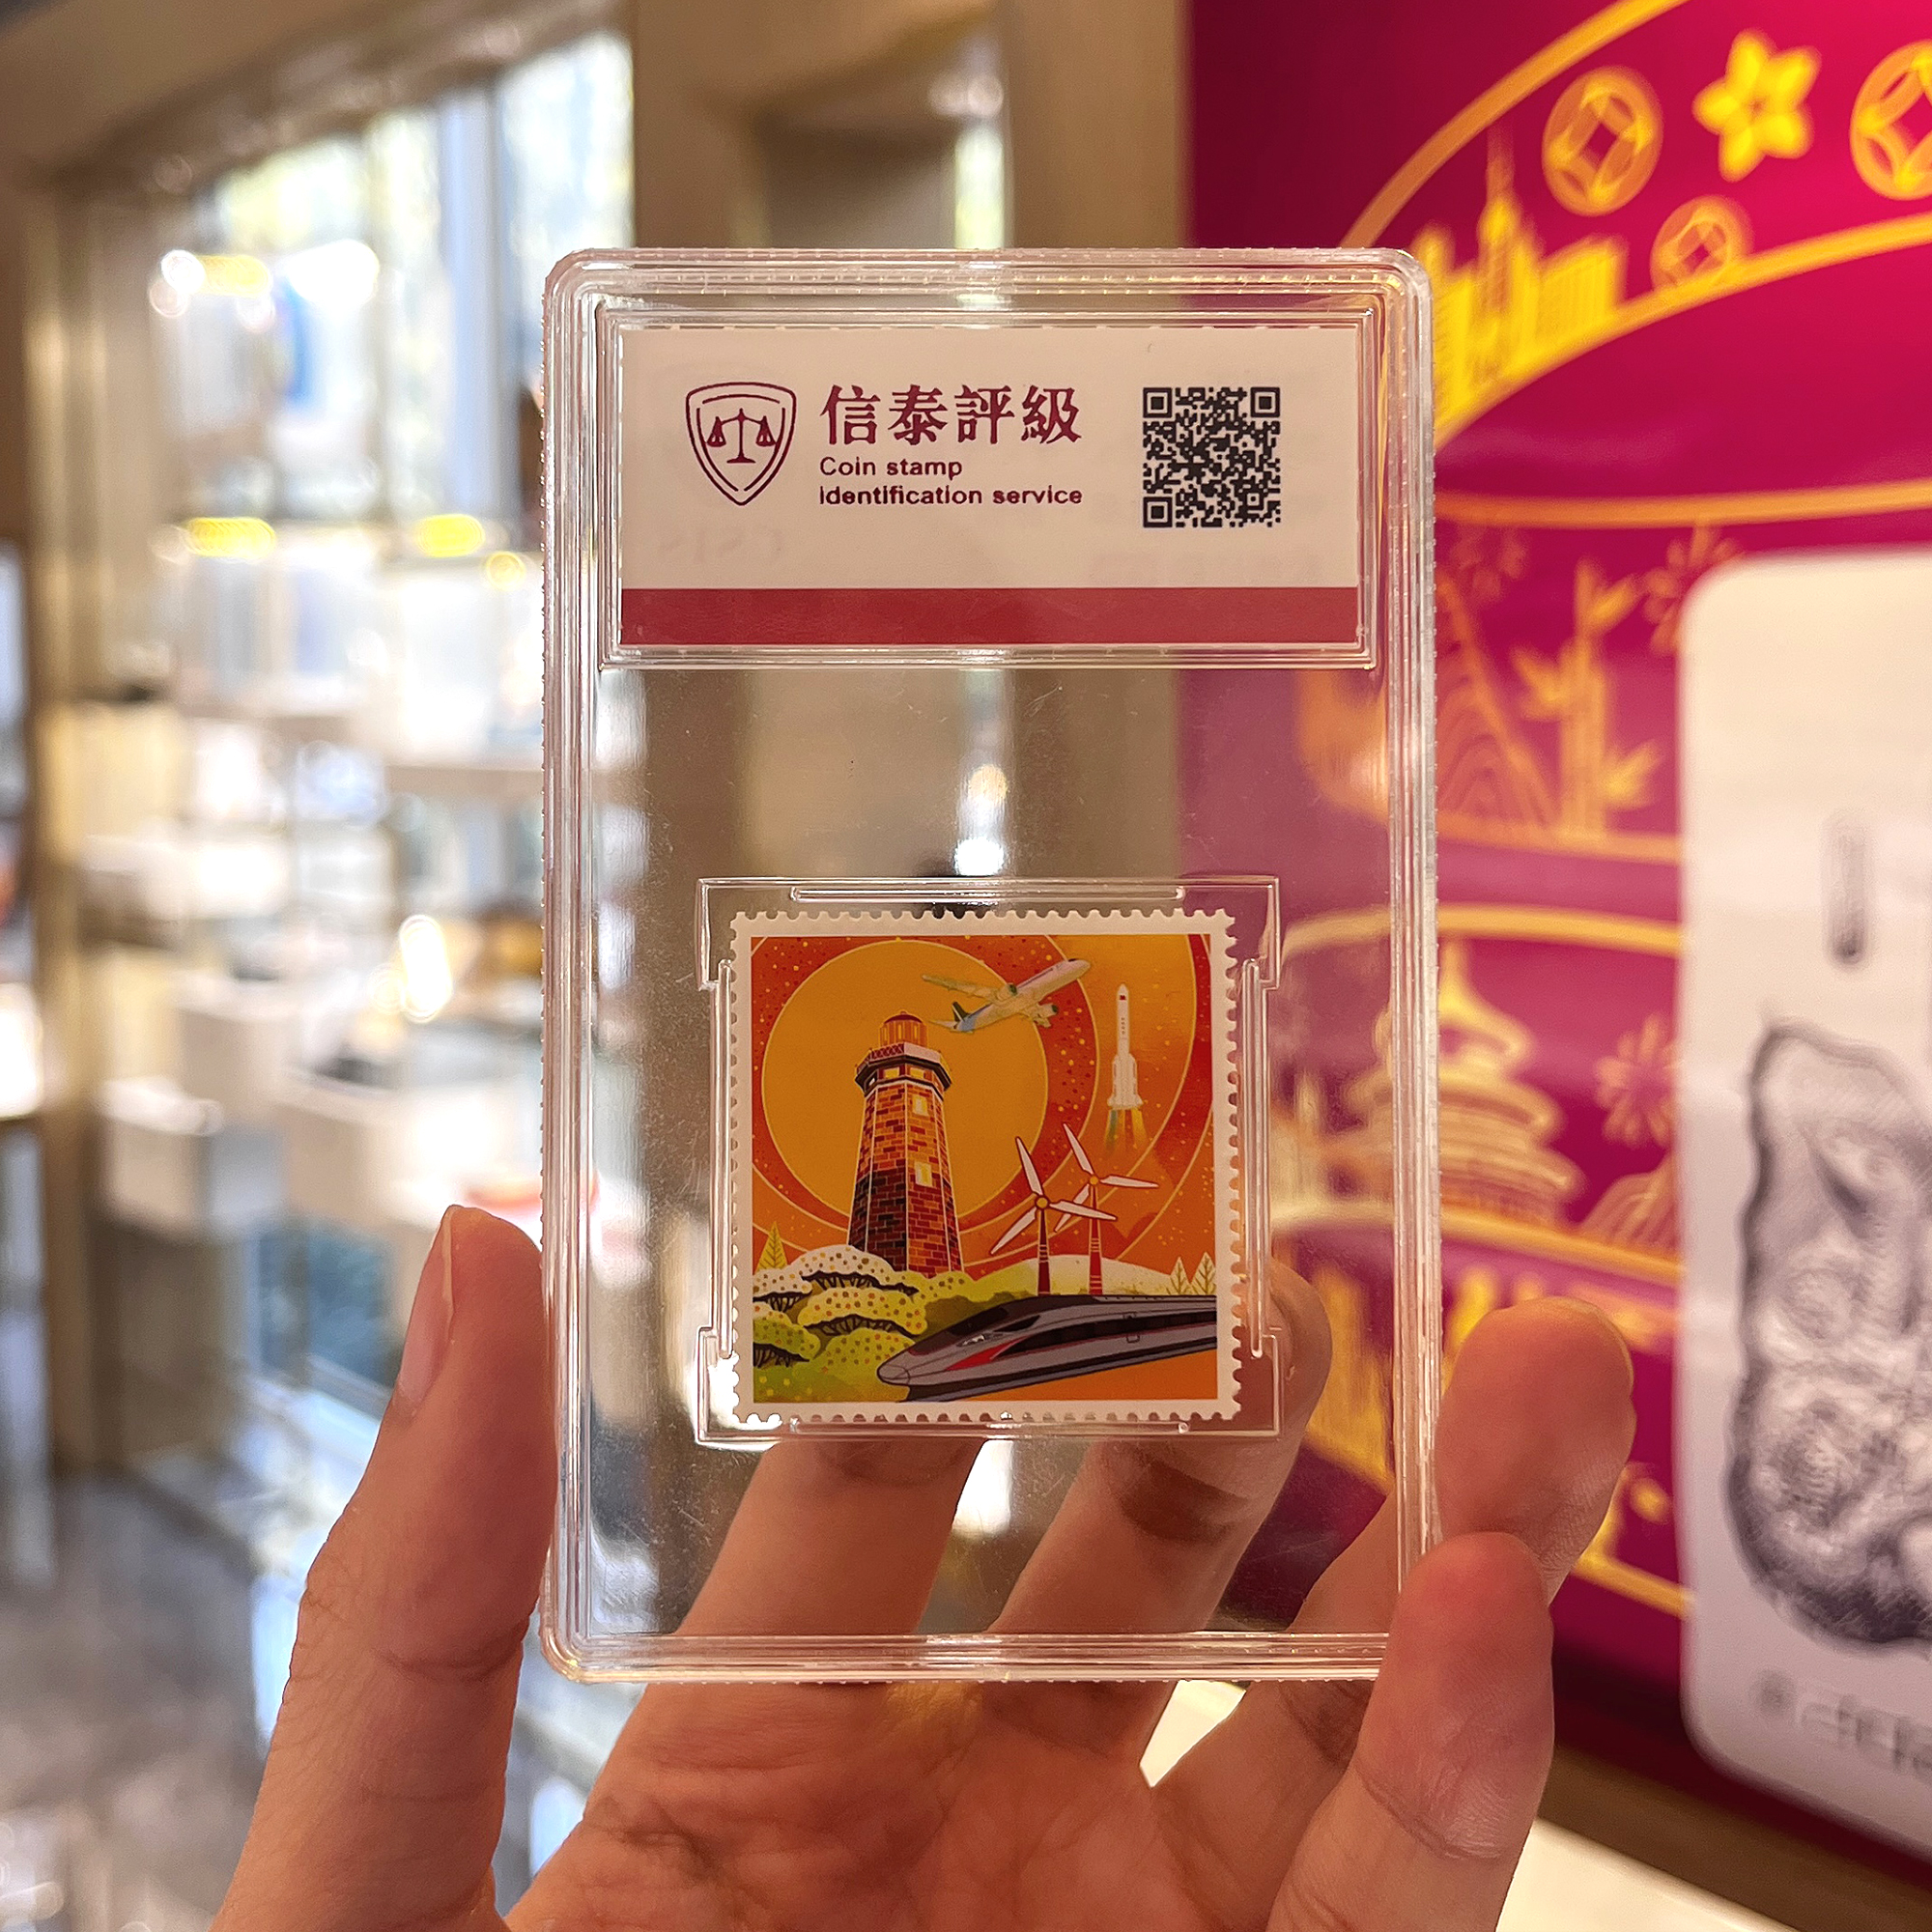 信泰評級
Coin stamp
identification service